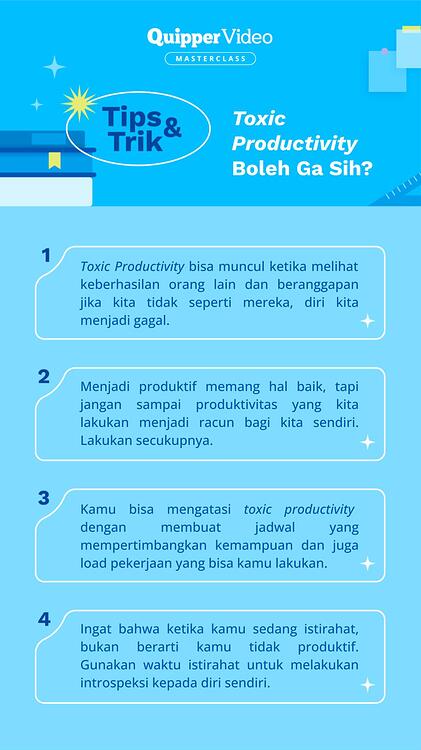 Quipper Video
MASTERCLASS
Tips &
Trik
Toxic
Productivity
Boleh Ga Sih?
1
Toxic Productivity bisa muncul ketika melihat
keberhasilan orang lain dan beranggapan
jika kita tidak seperti mereka, diri kita
menjadi gagal.
2
Menjadi produktif memang hal baik, tapi
jangan sampai produktivitas yang kita
lakukan menjadi racun bagi kita sendiri.
Lakukan secukupnya.
3
Kamu bisa mengatasi toxic productivity
dengan membuat jadwal yang
mempertimbangkan kemampuan dan juga
load pekerjaan yang bisa kamu lakukan.
4
Ingat bahwa ketika kamu sedang istirahat,
bukan berarti kamu tidak produktif.
Gunakan waktu istirahat untuk melakukan
introspeksi kepada diri sendiri.